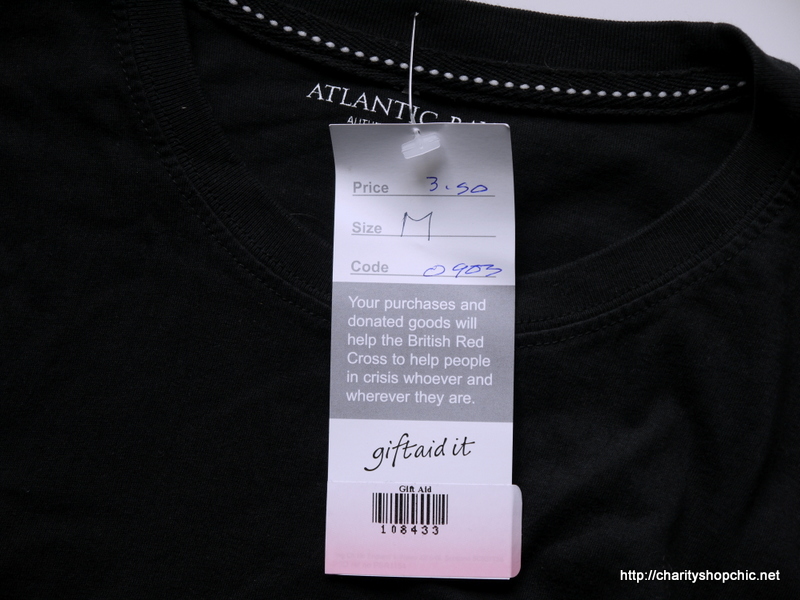 ATLANTIC
Price 3.50
Size M
Code 0903
Your purchases and
donated goods will
help the British Red
Cross to help people
in crisis whoever and
wherever they are.
giftaid it
Gift Aid
108433
http://charityshopchic.net